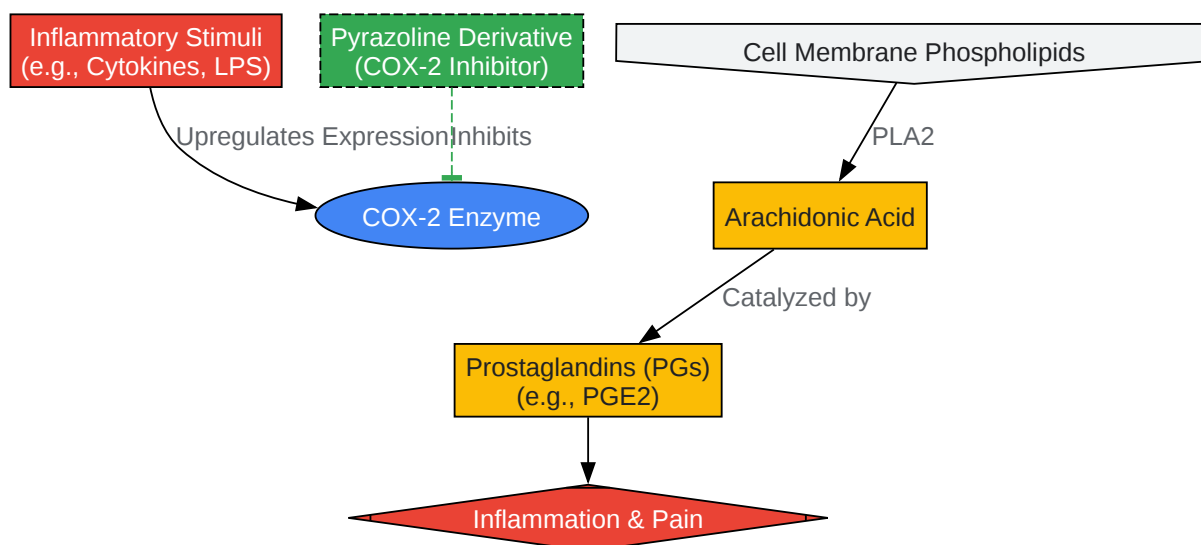 Inflammatory Stimuli
(e.g., Cytokines, LPS)
Pyrazoline Derivative
(COX-2 Inhibitor)
Cell Membrane Phospholipids
Upregulates Expression
Inhibits
PLA2
COX-2 Enzyme
Arachidonic Acid
Catalyzed by
Prostaglandins (PGs)
(e.g., PGE2)
Inflammation & Pain